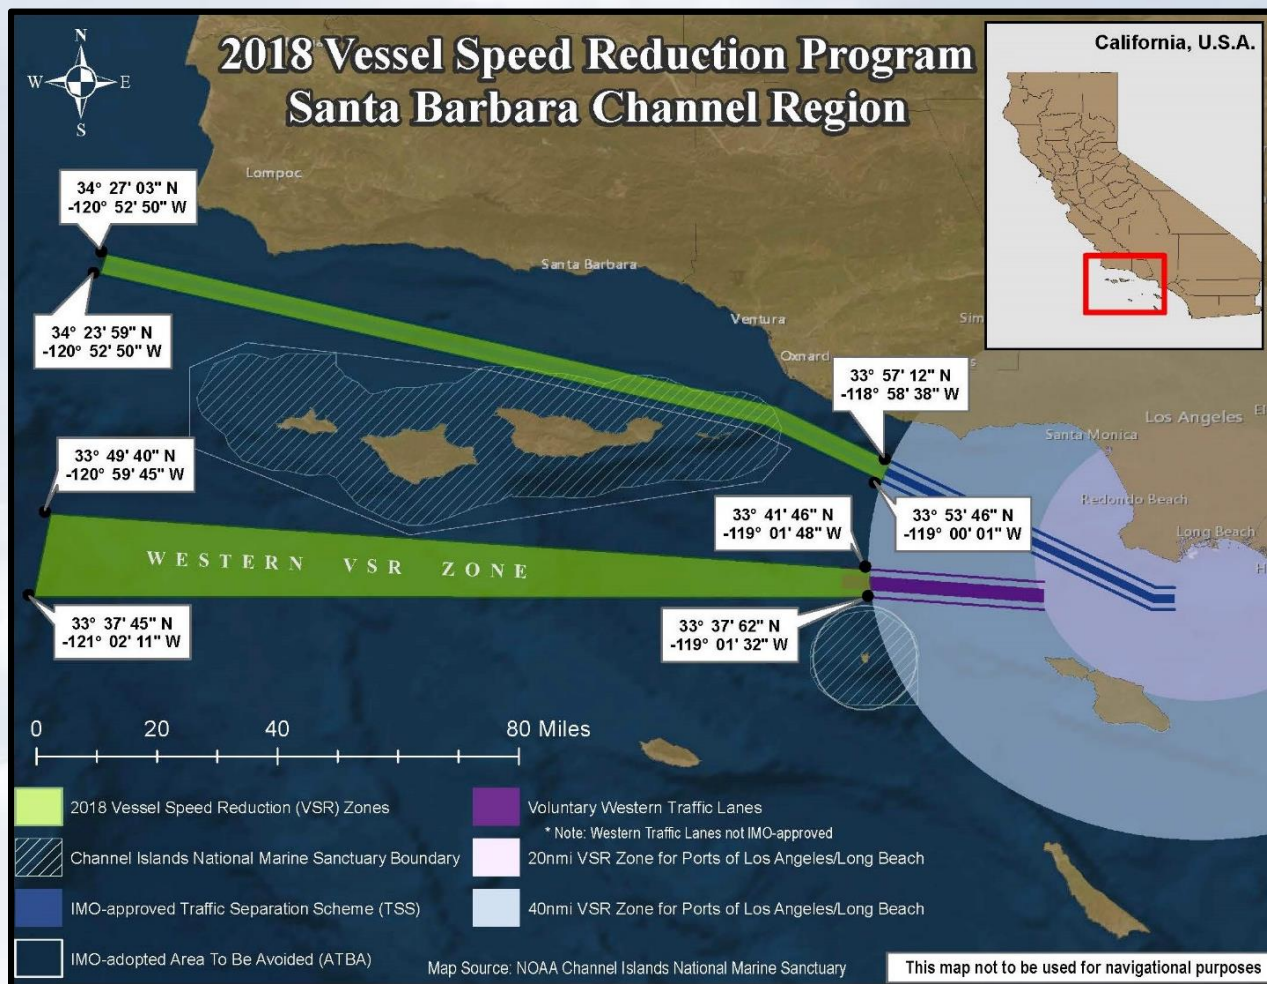 2018 Vessel Speed Reduction Program
Santa Barbara Channel Region
N
W E
S
California, U.S.A.
Lompoc
34° 27' 03" N
-120° 52' 50" W
34° 23' 59" N
-120° 52' 50" W
Santa Barbara
Ventura
Oxnard
33° 57' 12" N
-118° 58' 38" W
Los Angeles
Santa Monica
33° 49' 40" N
-120° 59' 45" W
Redondo Beach
33° 41' 46" N
-119° 01' 48" W
33° 53' 46" N
-119° 00' 01" W
Long Beach
WESTERN VSR ZONE
33° 37' 45" N
-121° 02' 11" W
33° 37' 62" N
-119° 01' 32" W
0 20 40 80 Miles
2018 Vessel Speed Reduction (VSR) Zones
Channel Islands National Marine Sanctuary Boundary
IMO-approved Traffic Separation Scheme (TSS)
IMO-adopted Area To Be Avoided (ATBA)
Voluntary Western Traffic Lanes
* Note: Western Traffic Lanes not IMO-approved
20nmi VSR Zone for Ports of Los Angeles/Long Beach
40nmi VSR Zone for Ports of Los Angeles/Long Beach
Map Source: NOAA Channel Islands National Marine Sanctuary
This map not to be used for navigational purposes